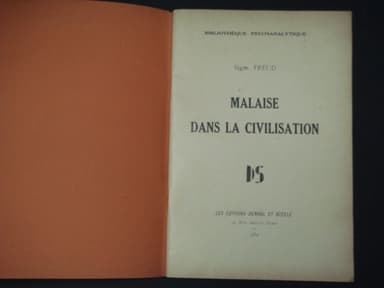 BIBLIOTHÈQUE PSYCHANALYTIQUE
Sigm. FREUD
MALAISE
DANS LA CIVILISATION
DS
LES ÉDITIONS DENOËL ET STEELE